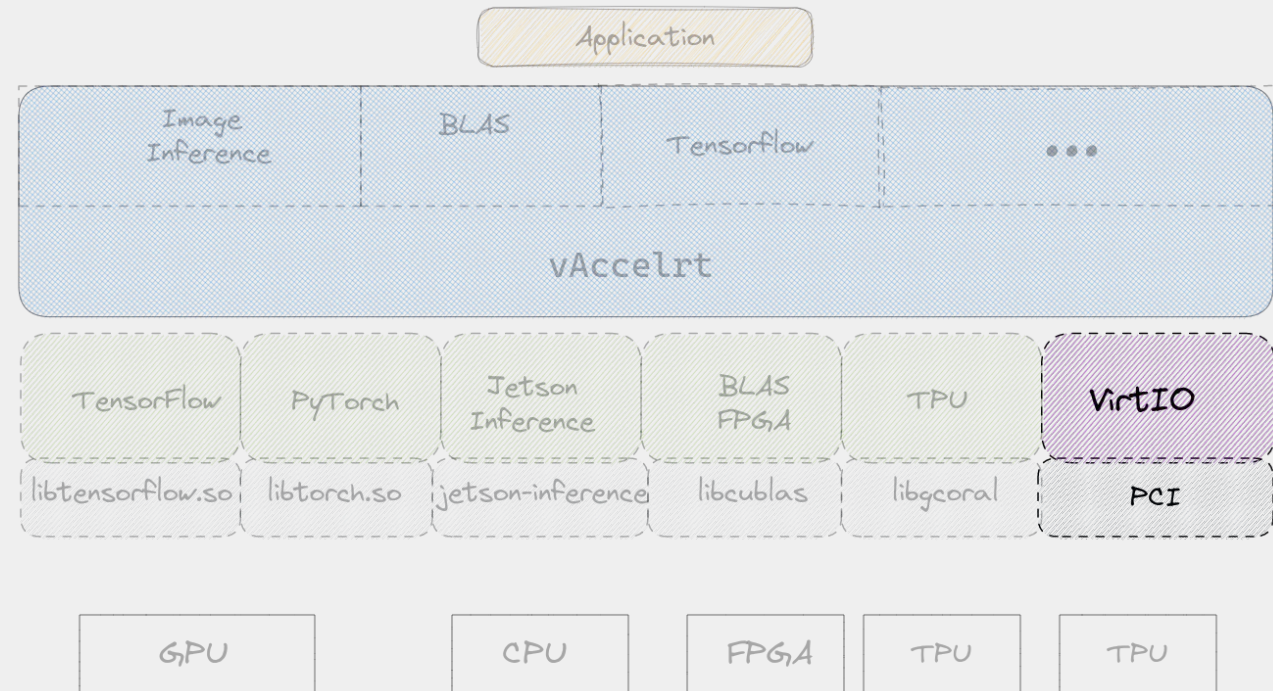 Application
Image
Inference
BLAS
Tensorflow
...
vAccelrt
TensorFlow
PyTorch
Jetson
Inference
BLAS
FPGA
TPU
VirtIO
libtensorflow.so
libtorch.so
jetson-inference
libcublas
libgcoral
PCI
GPU
CPU
FPGA
TPU
TPU